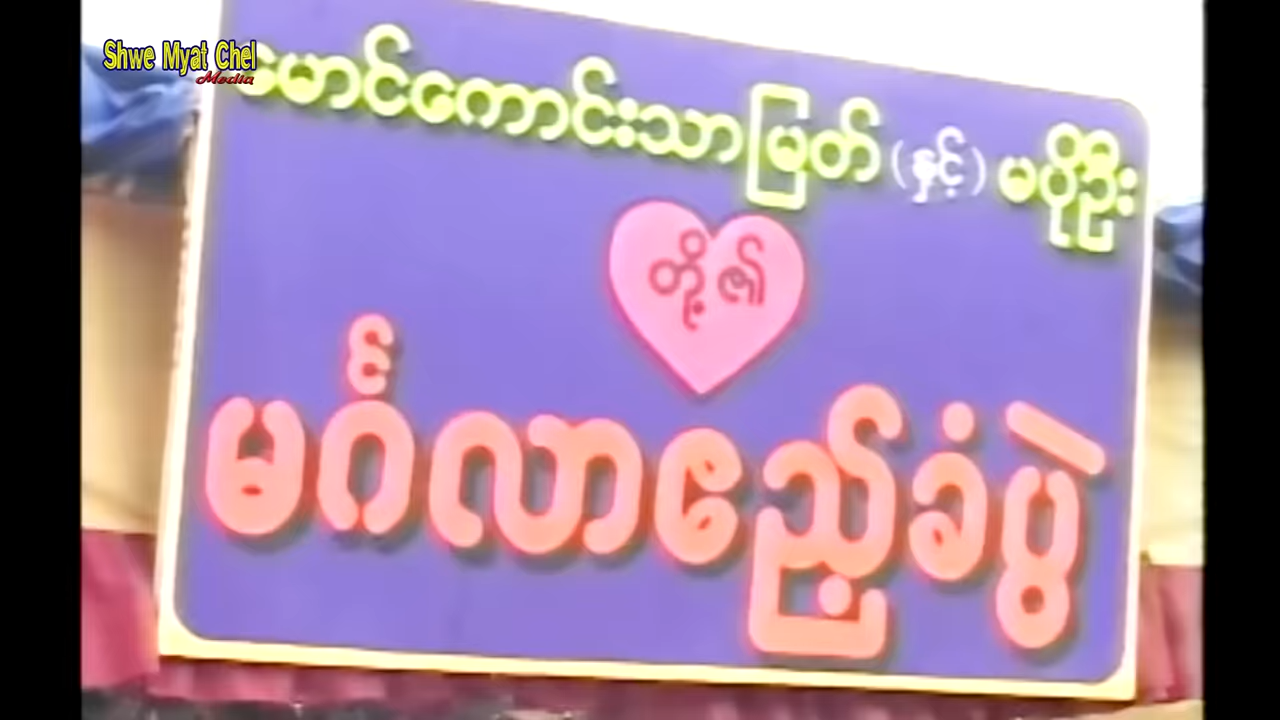 Shwe Myat Chel
Media
မောင်ကောင်းသာမြတ် (နှင့်) မပိုဦး
တို့၏
မင်္ဂလာဧည့်ခံပွဲ